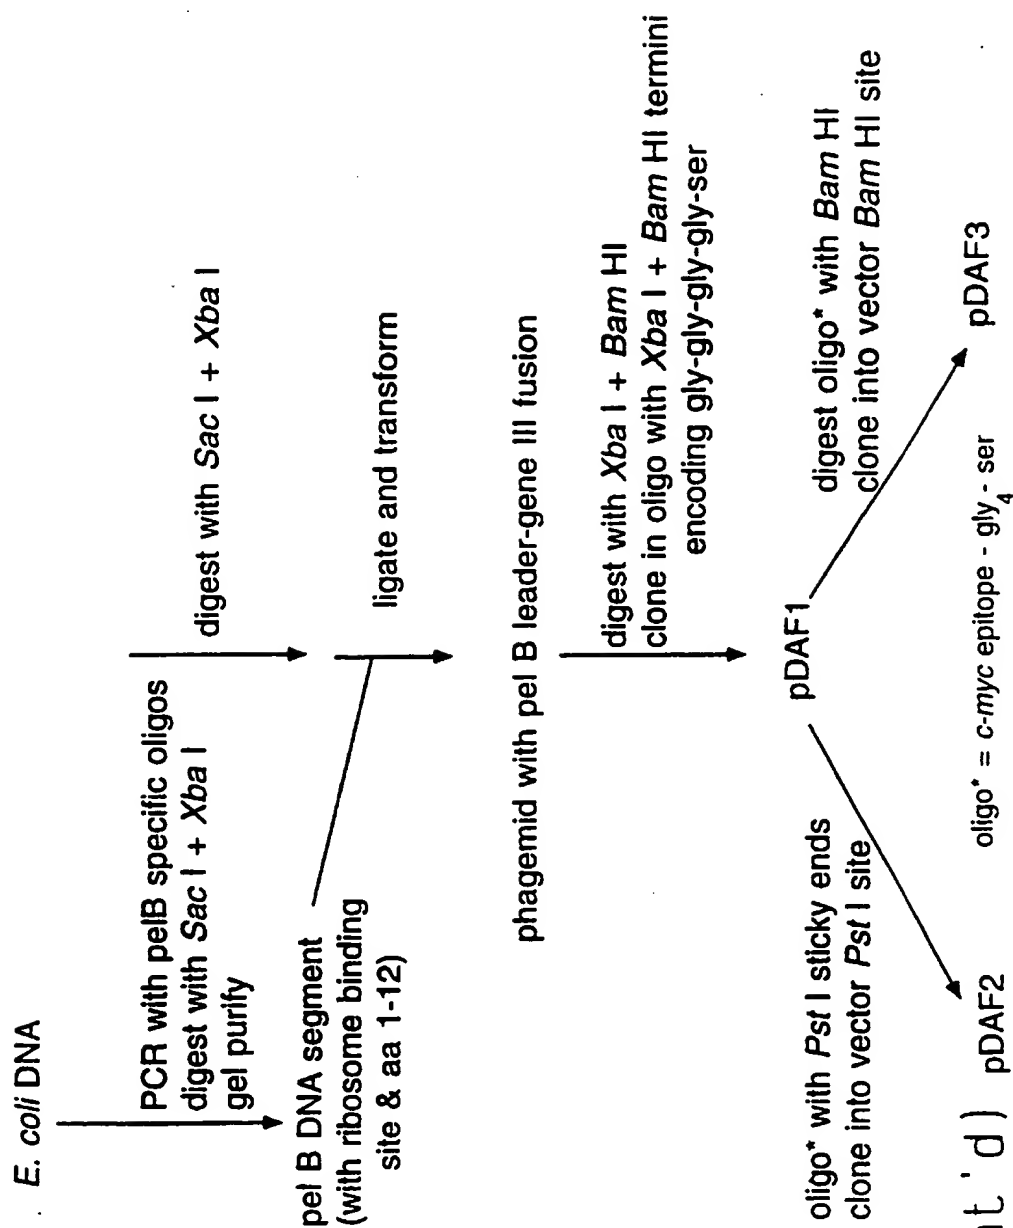 E. coli DNA
PCR with pelB specific oligos
digest with Sac I + Xba I
gel purify
digest with Sac I + Xba I
pel B DNA segment
(with ribosome binding
site & aa 1-12)
ligate and transform
phagemid with pel B leader-gene III fusion
digest with Xba I + Bam HI
clone in oligo with Xba I + Bam HI termini
encoding gly-gly-gly-gly-ser
pDAF1
oligo* with Pst I sticky ends
clone into vector Pst I site
digest oligo* with Bam HI
clone into vector Bam HI site
pDAF2
pDAF3
oligo* = c-myc epitope - gly4 - ser
t'd)